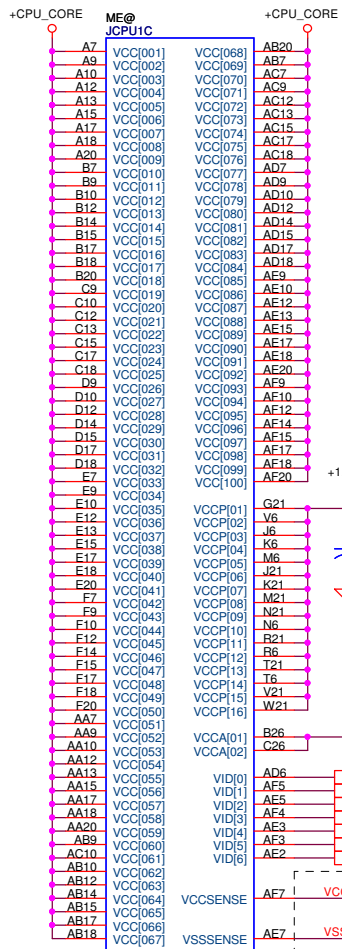 +CPU_CORE ME@ +CPU_CORE
JCPU1C
A7 VCC[001] VCC[068] AB20
A9 VCC[002] VCC[069] AB7
A10 VCC[003] VCC[070] AC7
A12 VCC[004] VCC[071] AC9
A13 VCC[005] VCC[072] AC12
A15 VCC[006] VCC[073] AC13
A17 VCC[007] VCC[074] AC15
A18 VCC[008] VCC[075] AC17
A20 VCC[009] VCC[076] AC18
B7 VCC[010] VCC[077] AD7
B9 VCC[011] VCC[078] AD9
B10 VCC[012] VCC[079] AD10
B12 VCC[013] VCC[080] AD12
B14 VCC[014] VCC[081] AD14
B15 VCC[015] VCC[082] AD15
B17 VCC[016] VCC[083] AD17
B18 VCC[017] VCC[084] AD18
B20 VCC[018] VCC[085] AE9
C9 VCC[019] VCC[086] AE10
C10 VCC[020] VCC[087] AE12
C12 VCC[021] VCC[088] AE13
C13 VCC[022] VCC[089] AE15
C15 VCC[023] VCC[090] AE17
C17 VCC[024] VCC[091] AE18
C18 VCC[025] VCC[092] AE20
D9 VCC[026] VCC[093] AF9
D10 VCC[027] VCC[094] AF10
D12 VCC[028] VCC[095] AF12
D14 VCC[029] VCC[096] AF14
D15 VCC[030] VCC[097] AF15
D17 VCC[031] VCC[098] AF17
D18 VCC[032] VCC[099] AF18
E7 VCC[033] VCC[100] AF20
E9 VCC[034]
E10 VCC[035] VCCP[01] G21
E12 VCC[036] VCCP[02] V6
E13 VCC[037] VCCP[03] J6
E15 VCC[038] VCCP[04] K6
E17 VCC[039] VCCP[05] M6
E18 VCC[040] VCCP[06] J21
E20 VCC[041] VCCP[07] K21
F7 VCC[042] VCCP[08] M21
F9 VCC[043] VCCP[09] N21
F10 VCC[044] VCCP[10] N6
F12 VCC[045] VCCP[11] R21
F14 VCC[046] VCCP[12] R6
F15 VCC[047] VCCP[13] T21
F17 VCC[048] VCCP[14] T6
F18 VCC[049] VCCP[15] V21
F20 VCC[050] VCCP[16] W21
AA7 VCC[051]
AA9 VCC[052] VCCA[01] B26
AA10 VCC[053] VCCA[02] C26
AA12 VCC[054]
AA13 VCC[055] VID[0] AD6
AA15 VCC[056] VID[1] AF5
AA17 VCC[057] VID[2] AE5
AA18 VCC[058] VID[3] AF4
AA20 VCC[059] VID[4] AE3
AB9 VCC[060] VID[5] AF3
AC10 VCC[061] VID[6] AE2
AB10 VCC[062]
AB12 VCC[063]
AB14 VCC[064] VCCSENSE AF7
AB15 VCC[065]
AB17 VCC[066]
AB18 VCC[067] VSSSENSE AE7